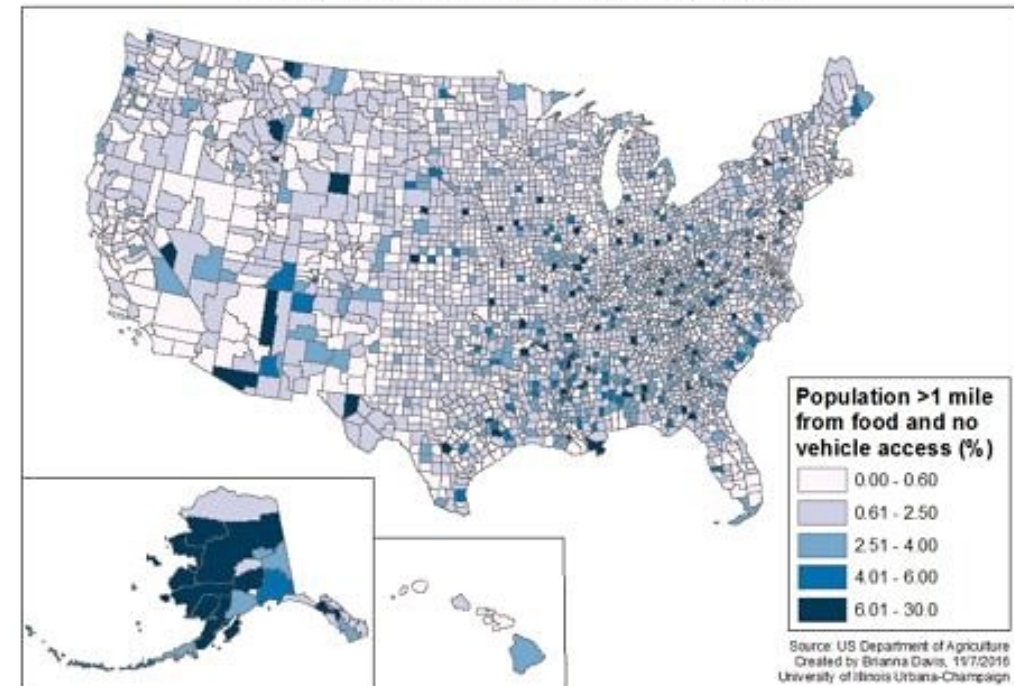 Population >1 mile
from food and no
vehicle access (%)
0.00 - 0.60
0.61 - 2.50
2.51 - 4.00
4.01 - 6.00
6.01 - 30.0
Source: US Department of Agriculture
Created by Brianna Davis, 11/7/2016
University of Illinois Urbana-Champaign